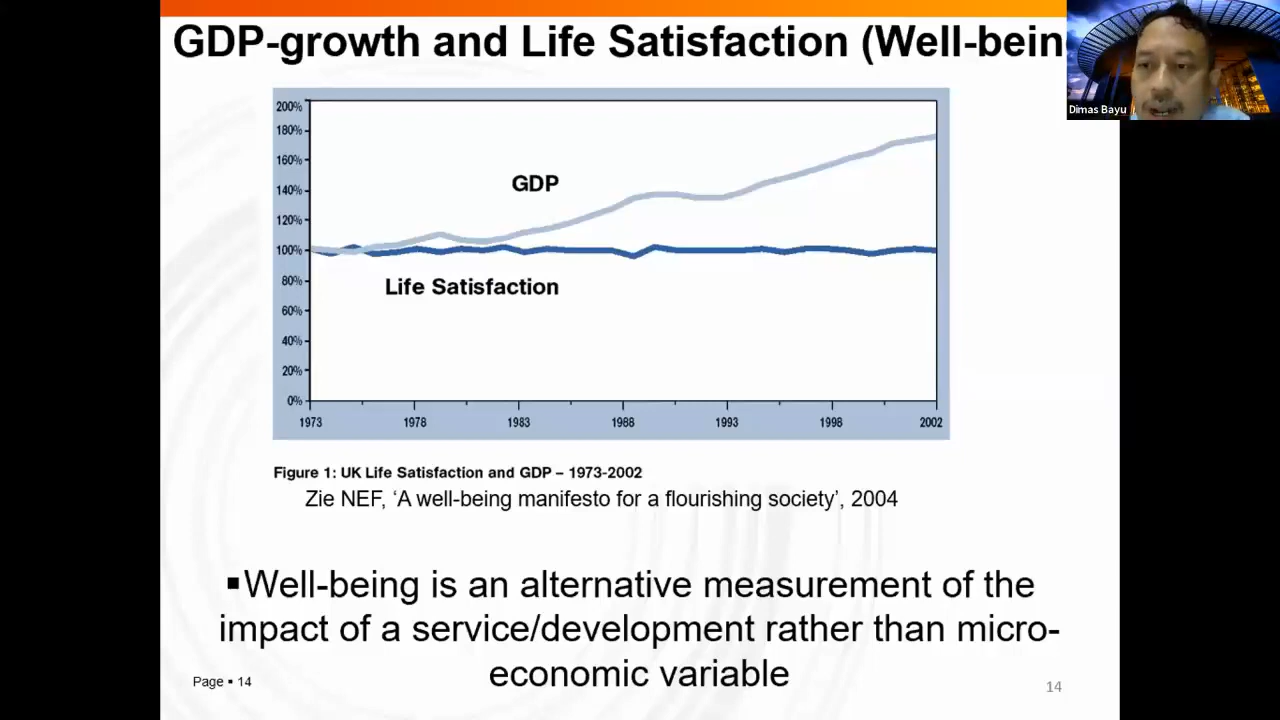 GDP-growth and Life Satisfaction (Well-bein
Dimas Bayu
200%
180%
160%
140%
120%
100%
80%
60%
40%
20%
0%
GDP
Life Satisfaction
1973 1978 1983 1988 1993 1998 2002
Figure 1: UK Life Satisfaction and GDP – 1973-2002
Zie NEF, ‘A well-being manifesto for a flourishing society’, 2004
▪Well-being is an alternative measurement of the
impact of a service/development rather than micro-
economic variable
Page ▪ 14
14